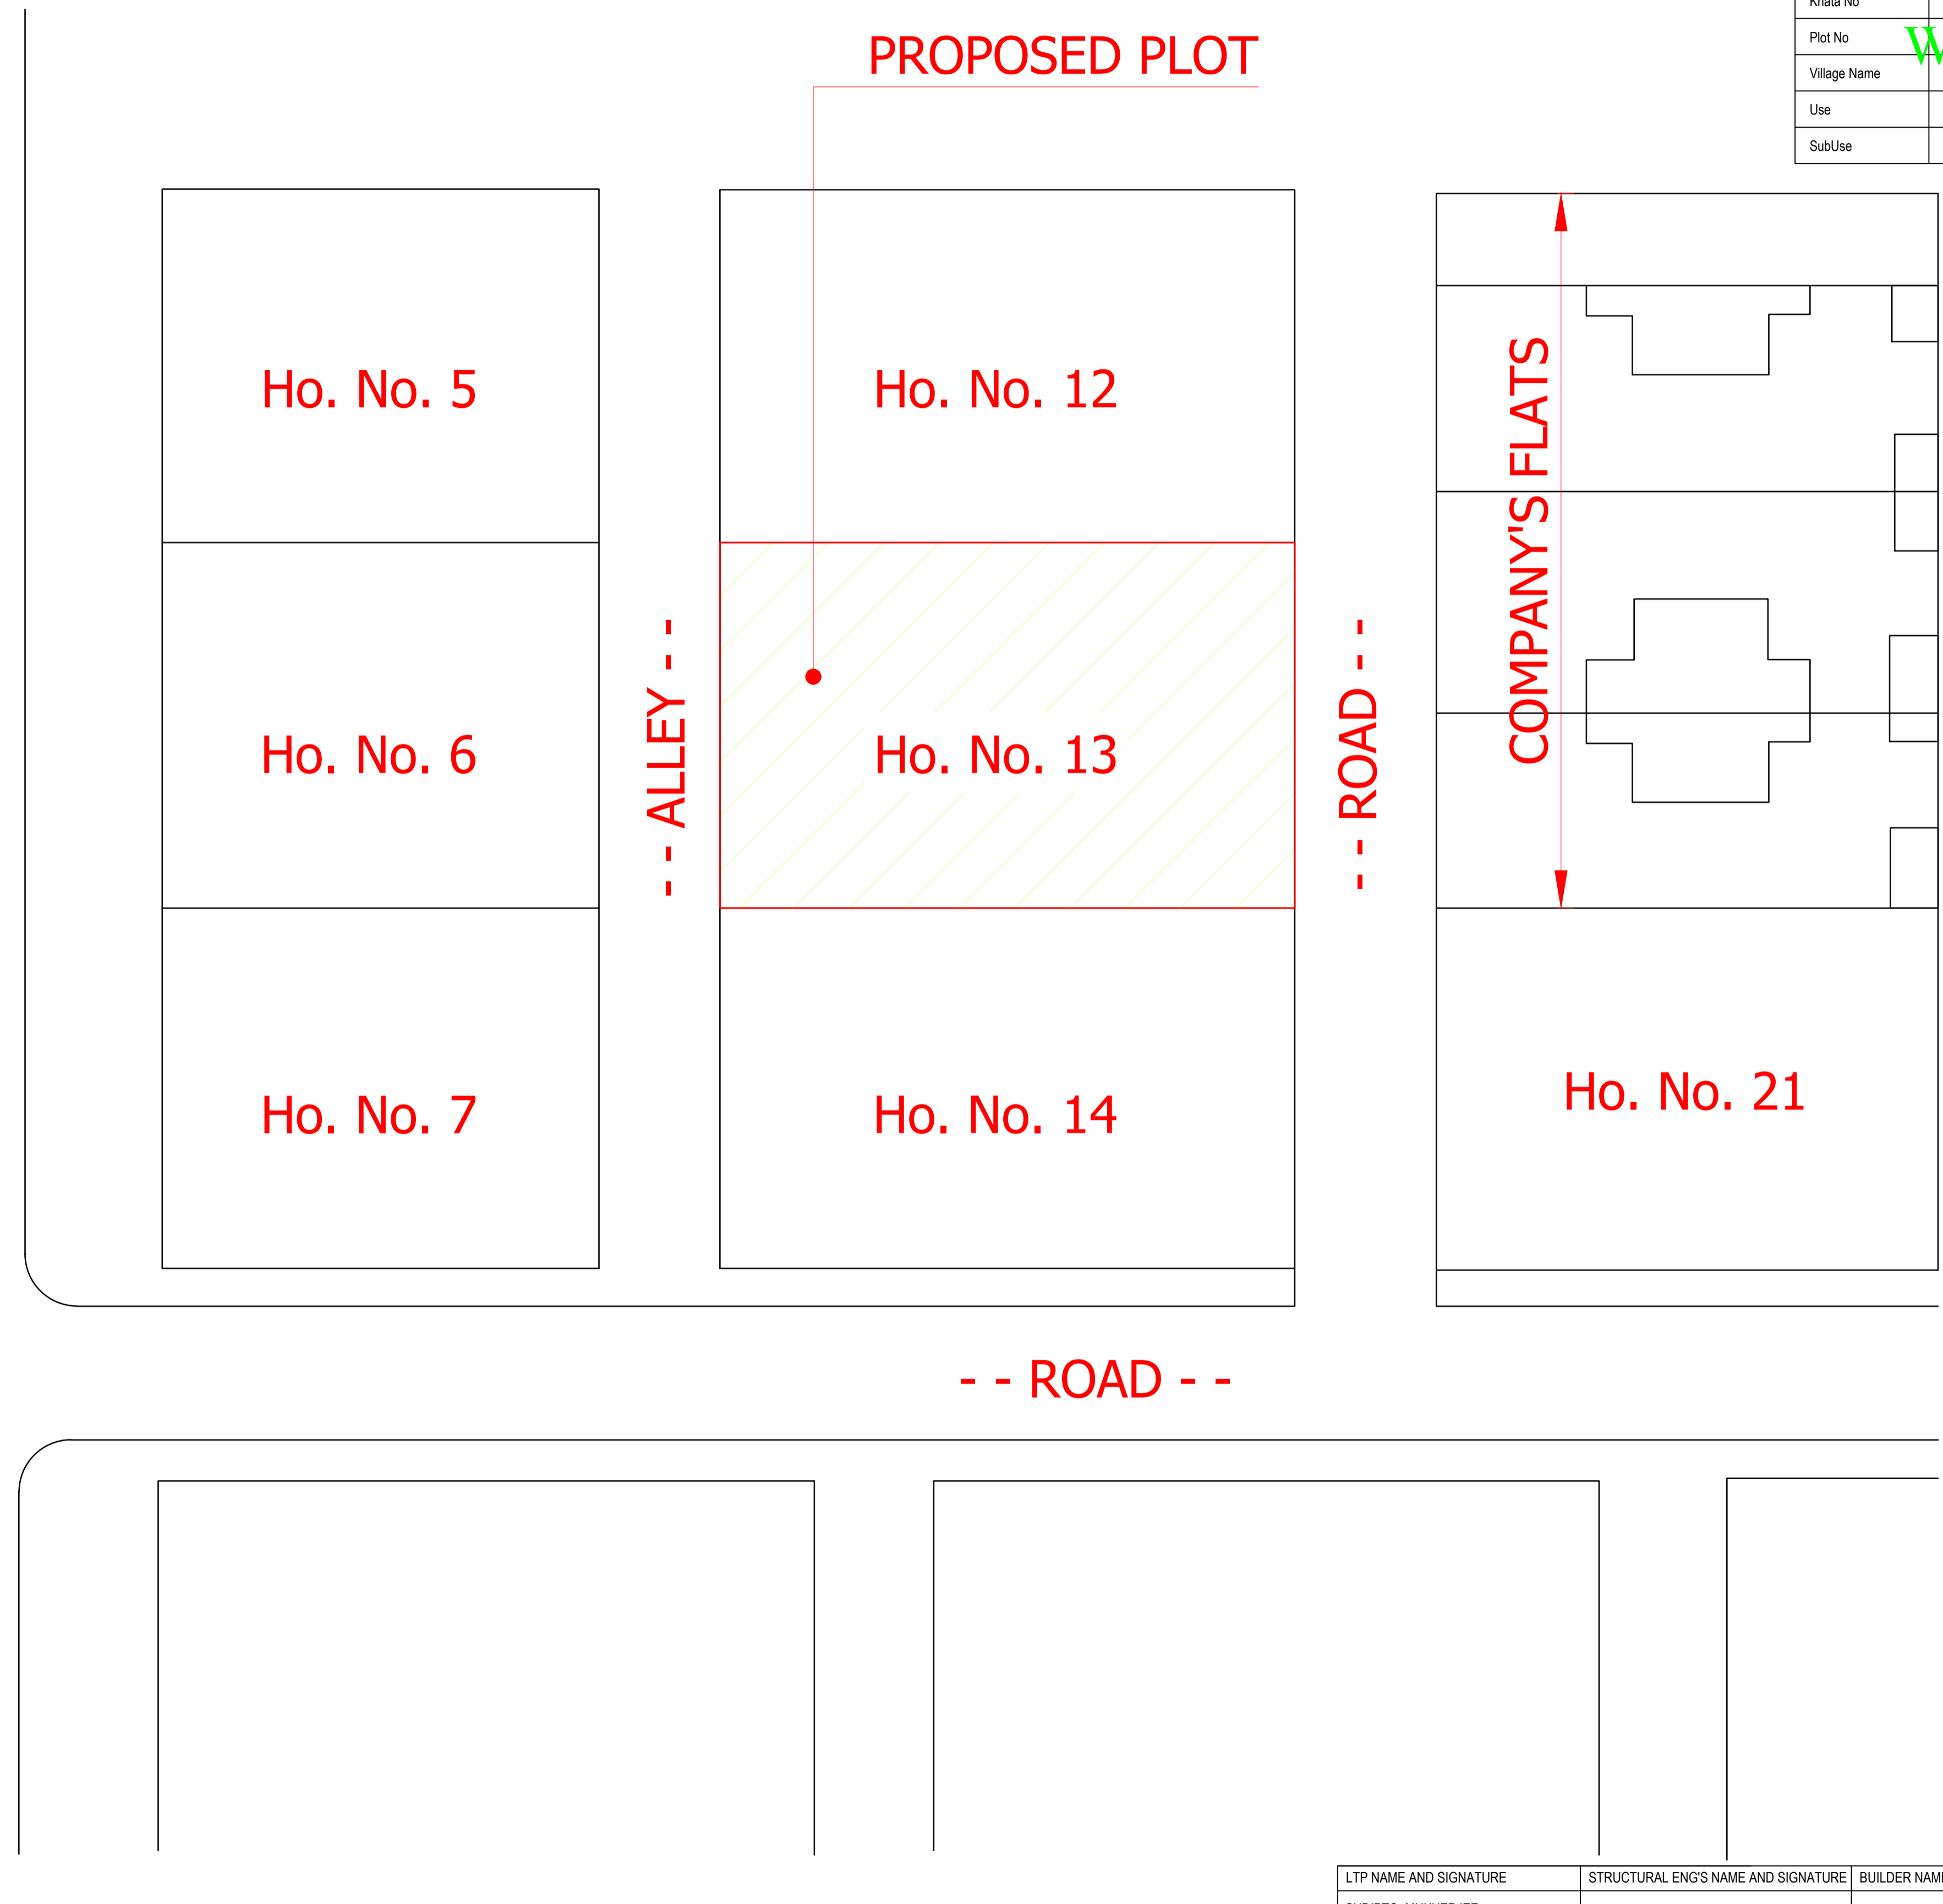 PROPOSED PLOT
Khata No
Plot No
W
Village Name
Use
SubUse
Ho. No. 5
Ho. No. 12
COMPANY'S FLATS
Ho. No. 6
- - ALLEY - -
Ho. No. 13
- - ROAD - -
Ho. No. 7
Ho. No. 14
Ho. No. 21
- - ROAD - -
LTP NAME AND SIGNATURE
STRUCTURAL ENG'S NAME AND SIGNATURE
BUILDER NAME